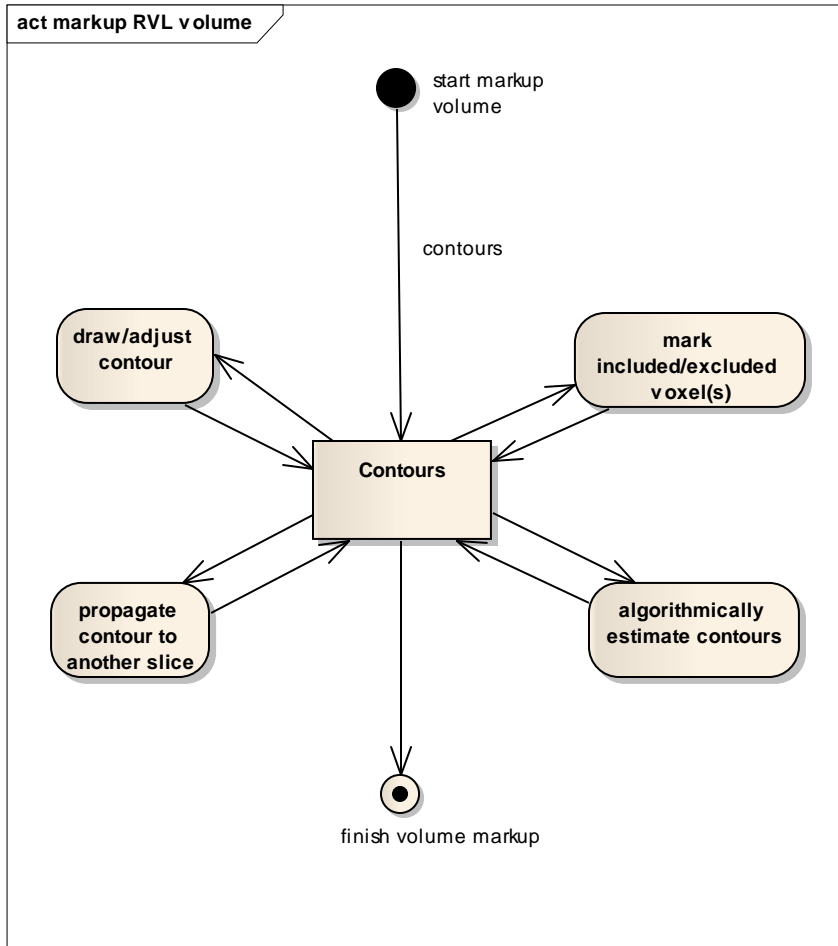 act markup RVL volume
start markup
volume
contours
draw/adjust
contour
mark
included/excluded
voxel(s)
Contours
propagate
contour to
another slice
algorithmically
estimate contours
finish volume markup